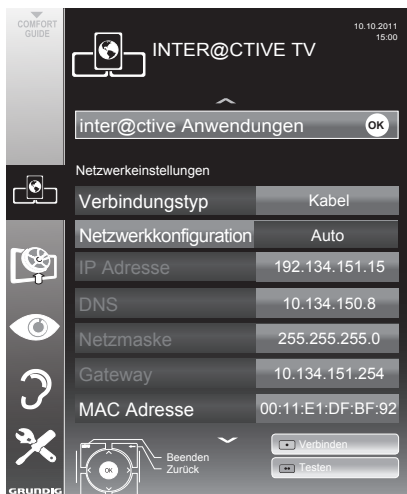 COMFORT
GUIDE
10.10.2011
15:00
INTER@CTIVE TV
inter@ctive Anwendungen OK
Netzwerkeinstellungen
Verbindungstyp Kabel
Netzwerkkonfiguration Auto
IP Adresse 192.134.151.15
DNS 10.134.150.8
Netzmaske 255.255.255.0
Gateway 10.134.151.254
MAC Adresse 00:11:E1:DF:BF:92
Beenden
Zurück
OK
Verbinden
Testen
GRUNDIG